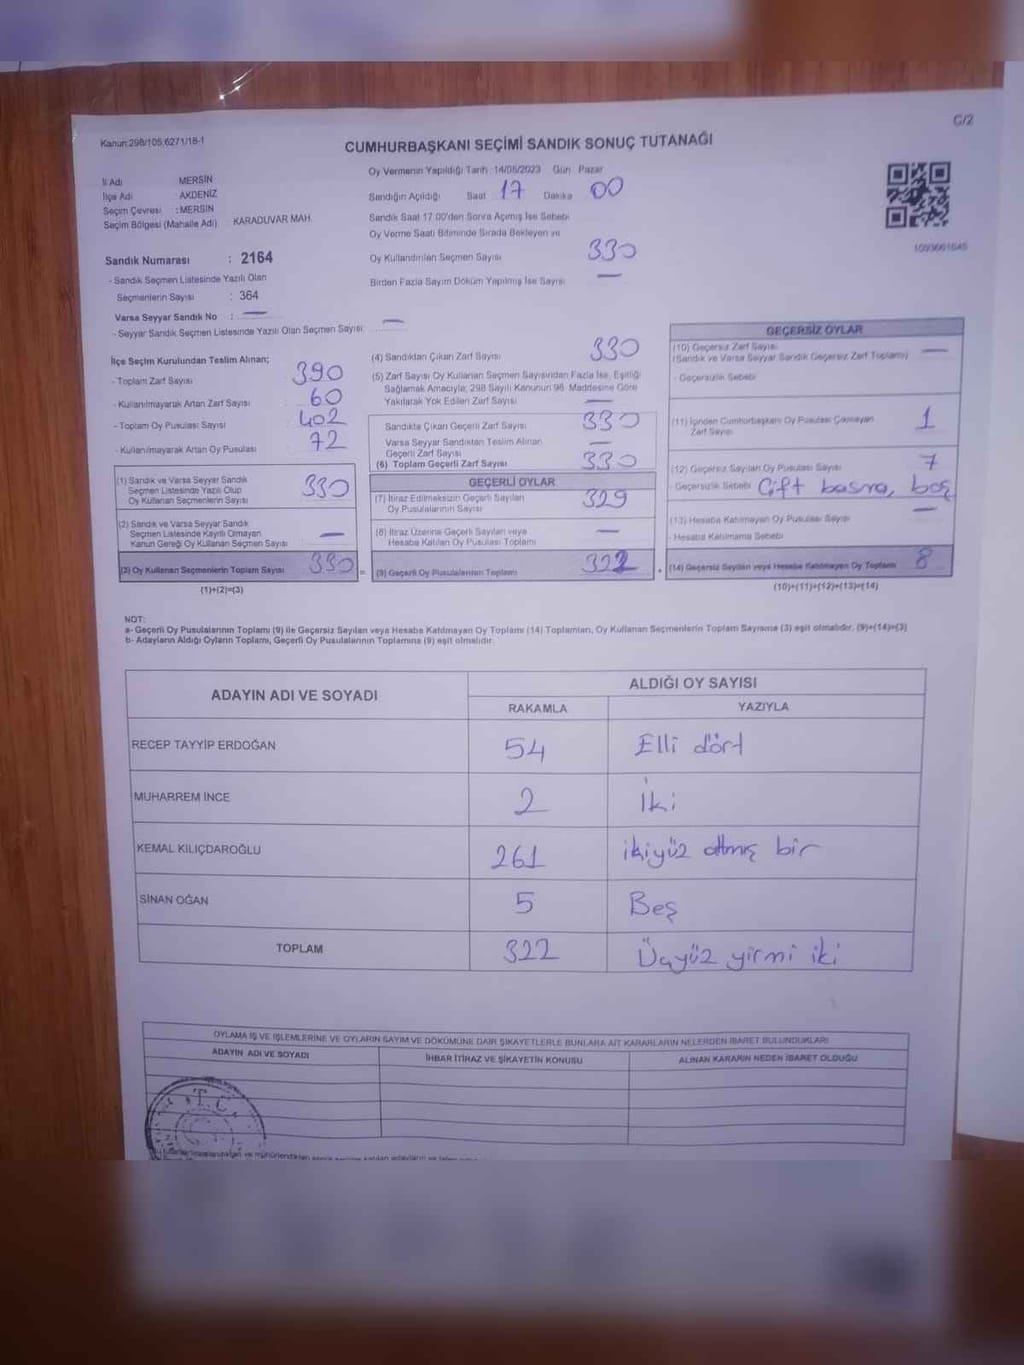 C/2
Kanun:298/105,6271/18-1
CUMHURBAŞKANI SEÇİMİ SANDIK SONUÇ TUTANAĞI
İl Adı MERSİN
İlçe Adı AKDENİZ
Seçim Çevresi : MERSİN
Seçim Bölgesi (Mahalle Adı) KARADUVAR MAH.
Sandık Numarası : 2164
- Sandık Seçmen Listesinde Yazılı Olan
Seçmenlerin Sayısı : 364
Varsa Seyyar Sandık No : —
- Seyyar Sandık Seçmen Listesinde Yazılı Olan Seçmen Sayısı: —
Oy Vermenin Yapıldığı Tarih :14/05/2023 Gün: Pazar
Sandığın Açıldığı Saat 17 Dakika 00
Sandık Saat 17.00'den Sonra Açmış İse Sebebi
Oy Verme Saati Bitiminde Sırada Bekleyen ve
Oy Kullandırılan Seçmen Sayısı 330
Birden Fazla Sayım Döküm Yapılmış İse Sayısı —
1093661645
İlçe Seçim Kurulundan Teslim Alınan;
- Toplam Zarf Sayısı 390
- Kullanılmayarak Artan Zarf Sayısı 60
- Toplam Oy Pusulası Sayısı 402
- Kullanılmayarak Artan Oy Pusulası 72
(1) Sandık ve Varsa Seyyar Sandık
Seçmen Listesinde Yazılı Olup
Oy Kullanan Seçmenlerin Sayısı 330
(2) Sandık ve Varsa Seyyar Sandık
Seçmen Listesinde Kayıtlı Olmayan
Kanun Gereği Oy Kullanan Seçmen Sayısı —
(3) Oy Kullanan Seçmenlerin Toplam Sayısı 330
(1)+(2)=(3)
(4) Sandıktan Çıkan Zarf Sayısı 330
(5) Zarf Sayısı Oy Kullanan Seçmen Sayısından Fazla İse, Eşitliği
Sağlamak Amacıyla, 298 Sayılı Kanunun 98. Maddesine Göre
Yakılarak Yok Edilen Zarf Sayısı —
Sandıkta Çıkan Geçerli Zarf Sayısı 330
Varsa Seyyar Sandıktan Teslim Alınan
Geçerli Zarf Sayısı —
(6) Toplam Geçerli Zarf Sayısı 330
GEÇERLİ OYLAR
(7) İtiraz Edilmeksizin Geçerli Sayılan
Oy Pusulalarının Sayısı 329
(8) İtiraz Üzerine Geçerli Sayılan veya
Hesaba Katılan Oy Pusulası Toplamı —
(9) Geçerli Oy Pusulalarının Toplamı 322
GEÇERSİZ OYLAR
(10) Geçersiz Zarf Sayısı —
(Sandık ve Varsa Seyyar Sandık Geçersiz Zarf Toplamı)
- Geçersizlik Sebebi
(11) İçinden Cumhurbaşkanı Oy Pusulası Çıkmayan
Zarf Sayısı 1
(12) Geçersiz Sayılan Oy Pusulası Sayısı 7
- Geçersizlik Sebebi Çift basma, boş
(13) Hesaba Katılmayan Oy Pusulası Sayısı —
- Hesaba Katılmama Sebebi
(14) Geçersiz Sayılan veya Hesaba Katılmayan Oy Toplamı 8
(10)+(11)+(12)+(13)=(14)
NOT:
a- Geçerli Oy Pusulalarının Toplamı (9) ile Geçersiz Sayılan veya Hesaba Katılmayan Oy Toplamı (14) Toplamları, Oy Kullanan Seçmenlerin Toplam Sayısına (3) eşit olmalıdır. (9)+(14)=(3)
b- Adayların Aldığı Oyların Toplamı, Geçerli Oy Pusulalarının Toplamına (9) eşit olmalıdır.
ADAYIN ADI VE SOYADI ALDIĞI OY SAYISI
RAKAMLA YAZIYLA
RECEP TAYYİP ERDOĞAN 54 Elli dört
MUHARREM İNCE 2 İki
KEMAL KILIÇDAROĞLU 261 ikiyüz altmış bir
SİNAN OĞAN 5 Beş
TOPLAM 322 Üçyüz yirmi iki
OYLAMA İŞ VE İŞLEMLERİNE VE OYLARIN SAYIM VE DÖKÜMÜNE DAİR ŞİKAYETLERLE BUNLARA AİT KARARLARIN NELERDEN İBARET BULUNDUKLARI
ADAYIN ADI VE SOYADI İHBAR İTİRAZ VE ŞİKAYETİN KONUSU ALINAN KARARIN NEDEN İBARET OLDUĞU
T.C.